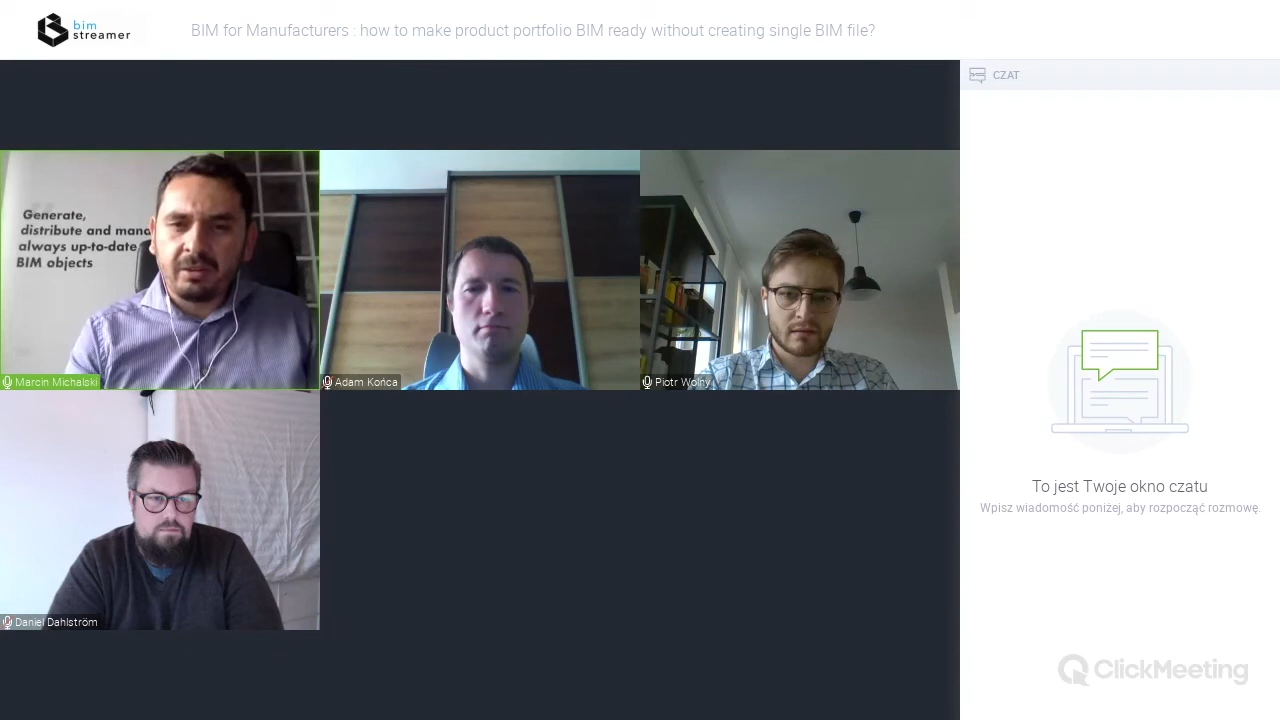 bim
streamer
BIM for Manufacturers : how to make product portfolio BIM ready without creating single BIM file?
CZAT
Generate,
distribute and mana
always up-to-date
BIM objects
Marcin Michalski
Adam Końca
Piotr Wolny
Daniel Dahlström
To jest Twoje okno czatu
Wpisz wiadomość poniżej, aby rozpocząć rozmowę.
ClickMeeting